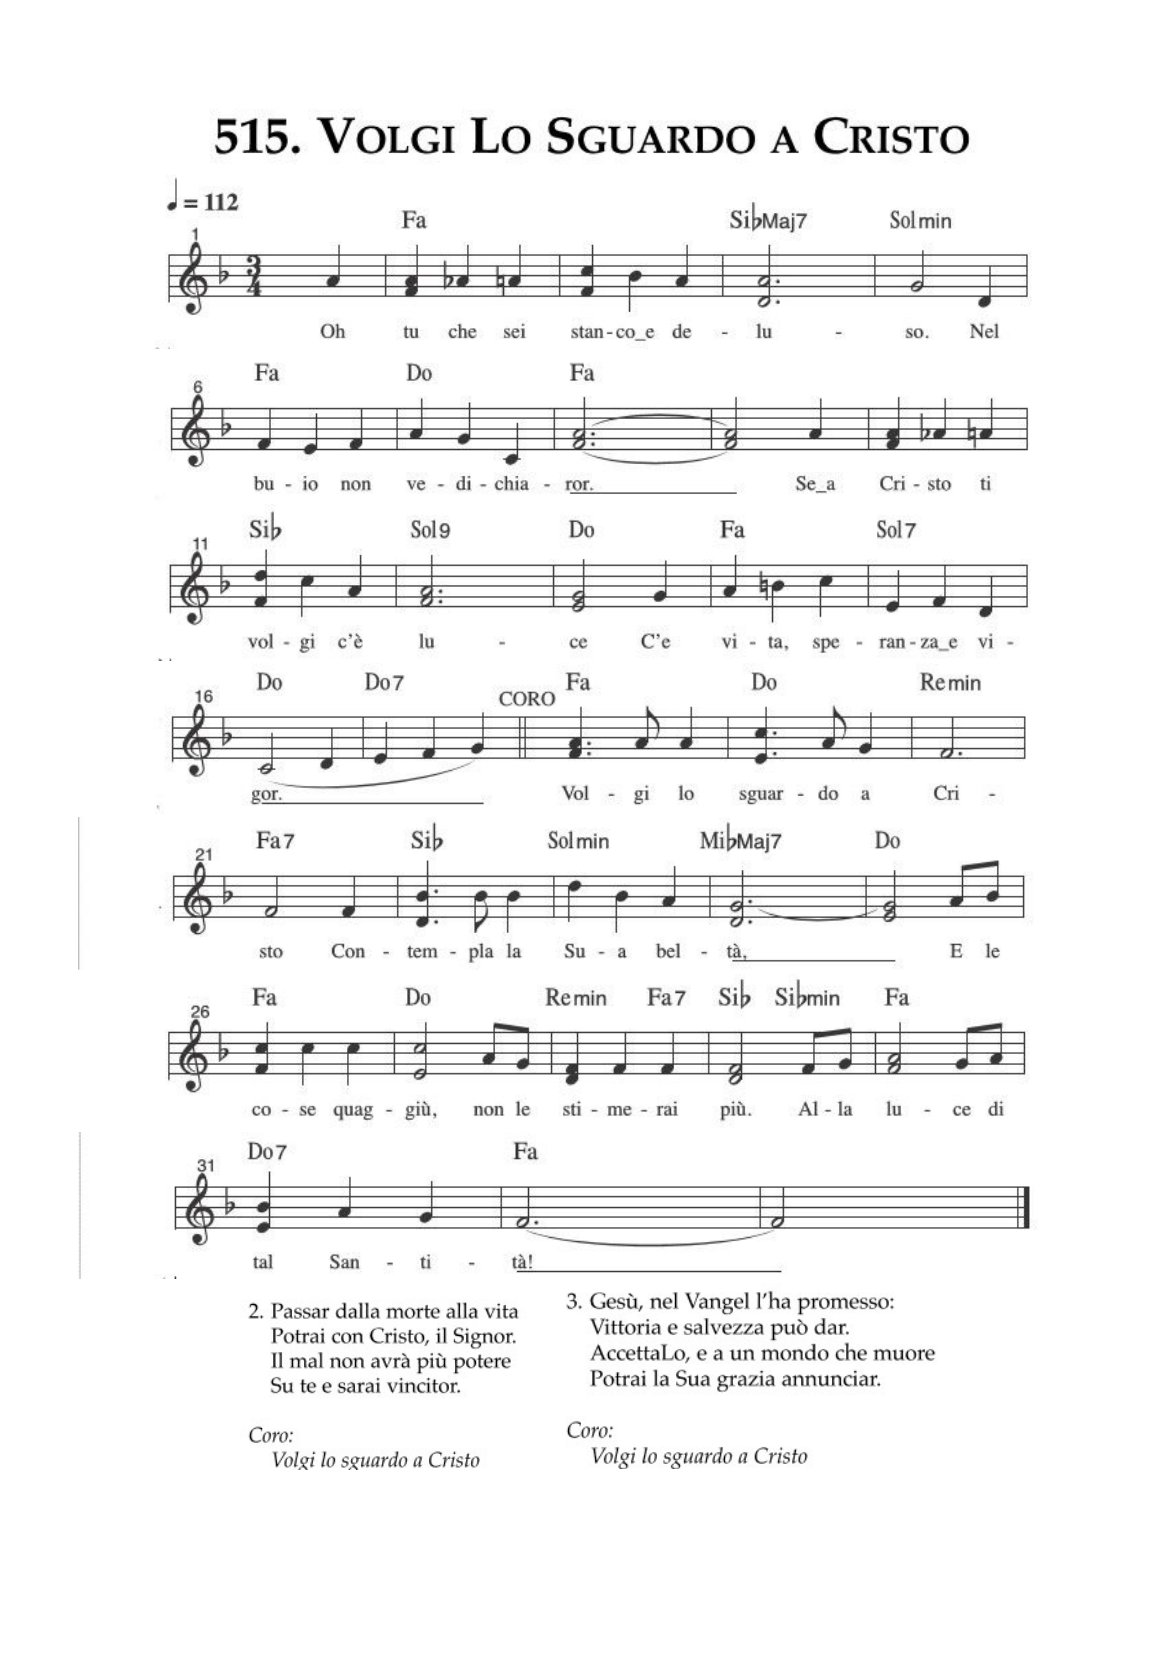 515. Volgi Lo Sguardo a Cristo
= 112
Fa Si♭Maj7 Solmin
1
3
4
Oh tu che sei stan-co_e de - lu - so. Nel
Fa Do Fa
6
bu - io non ve - di - chia - ror. Se_a Cri - sto ti
Si♭ Sol9 Do Fa Sol7
11
vol - gi c'è lu - ce C'e vi - ta, spe - ran-za_e vi -
Do Do7 CORO Fa Do Remin
16
gor. Vol - gi lo sguar - do a Cri -
Fa7 Si♭ Solmin Mi♭Maj7 Do
21
sto Con - tem - pla la Su - a bel - tà, E le
Fa Do Remin Fa7 Si♭ Si♭min Fa
26
co - se quag - giù, non le sti - me - rai più. Al - la lu - ce di
Do7 Fa
31
tal San - ti - tà!
2. Passar dalla morte alla vita
Potrai con Cristo, il Signor.
Il mal non avrà più potere
Su te e sarai vincitor.
Coro:
Volgi lo sguardo a Cristo
3. Gesù, nel Vangel l'ha promesso:
Vittoria e salvezza può dar.
AccettaLo, e a un mondo che muore
Potrai la Sua grazia annunciar.
Coro:
Volgi lo sguardo a Cristo